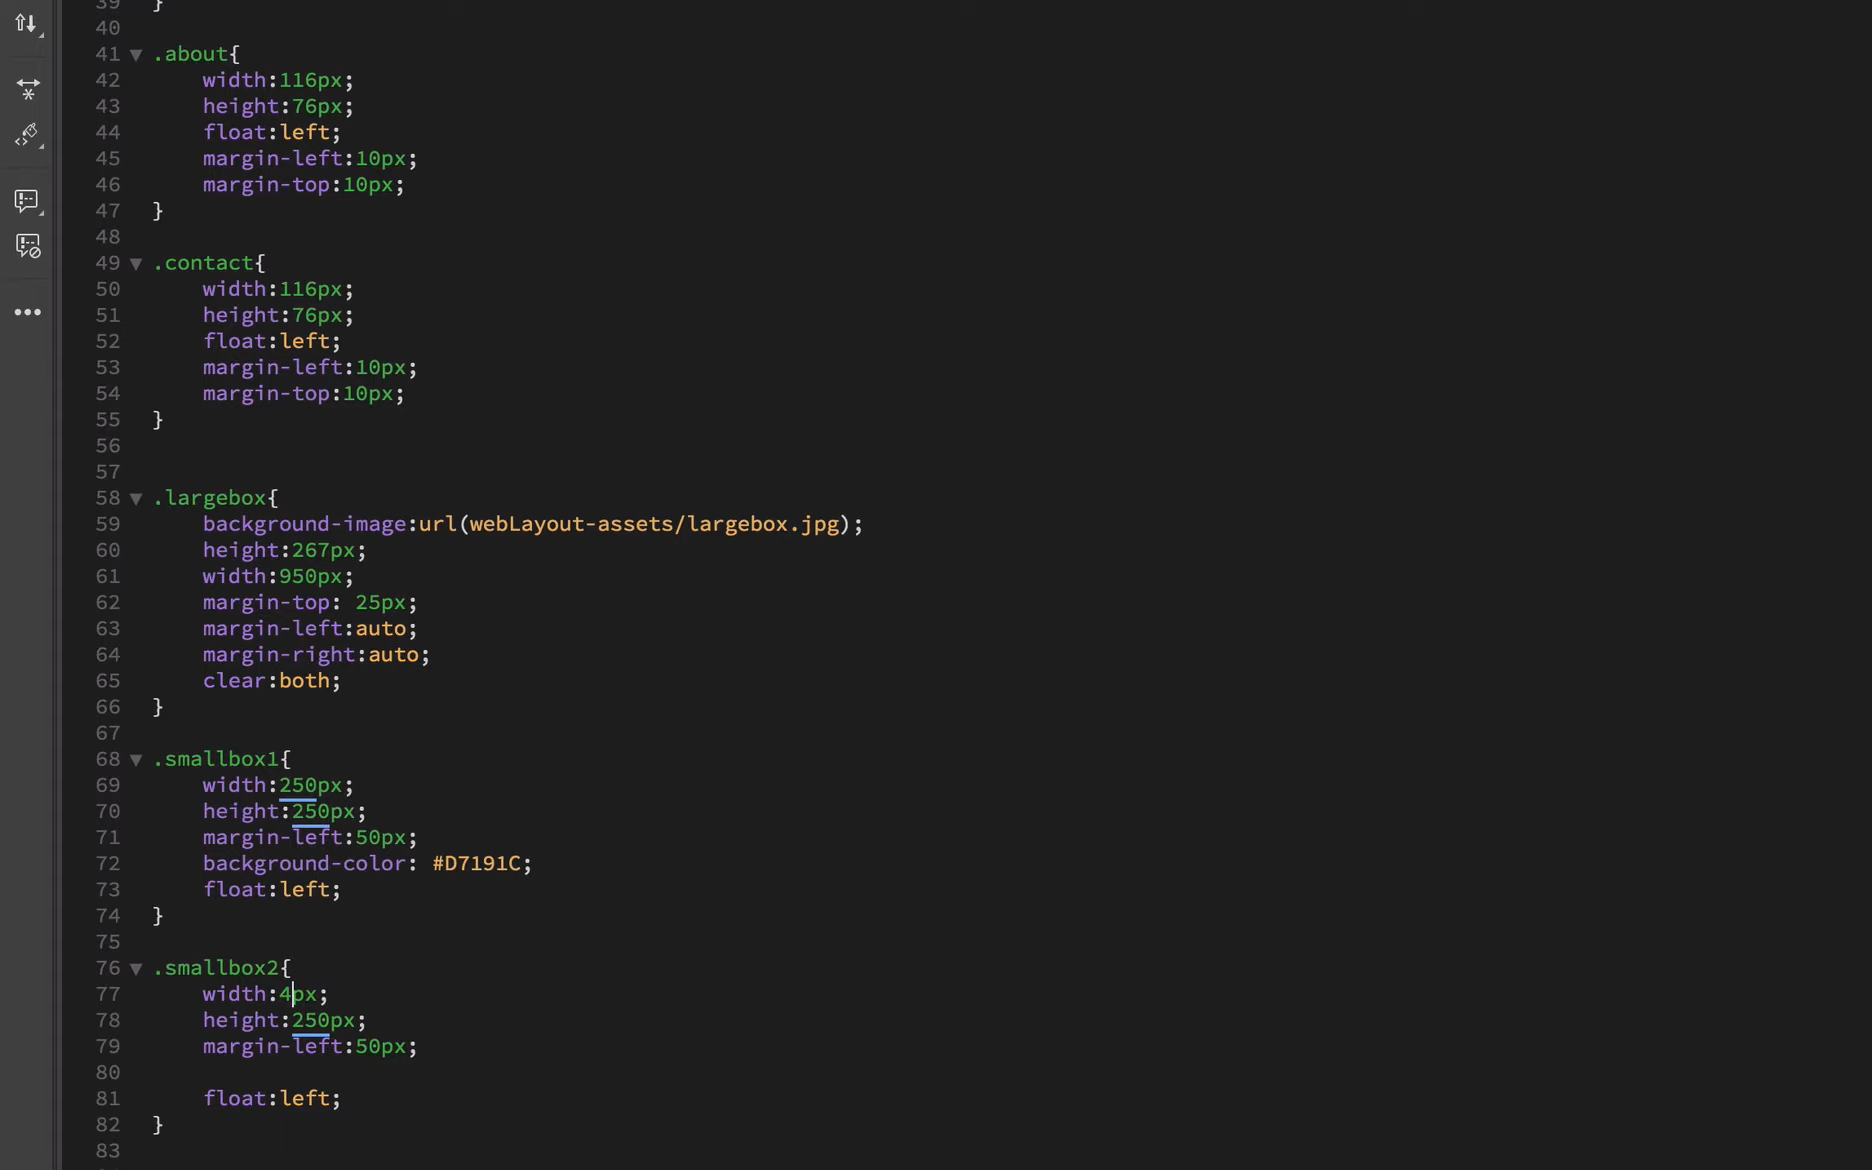 39 }
40
41 .about{
42 width:116px;
43 height:76px;
44 float:left;
45 margin-left:10px;
46 margin-top:10px;
47 }
48
49 .contact{
50 width:116px;
51 height:76px;
52 float:left;
53 margin-left:10px;
54 margin-top:10px;
55 }
56
57
58 .largebox{
59 background-image:url(webLayout-assets/largebox.jpg);
60 height:267px;
61 width:950px;
62 margin-top: 25px;
63 margin-left:auto;
64 margin-right:auto;
65 clear:both;
66 }
67
68 .smallbox1{
69 width:250px;
70 height:250px;
71 margin-left:50px;
72 background-color: #D7191C;
73 float:left;
74 }
75
76 .smallbox2{
77 width:4px;
78 height:250px;
79 margin-left:50px;
80
81 float:left;
82 }
83